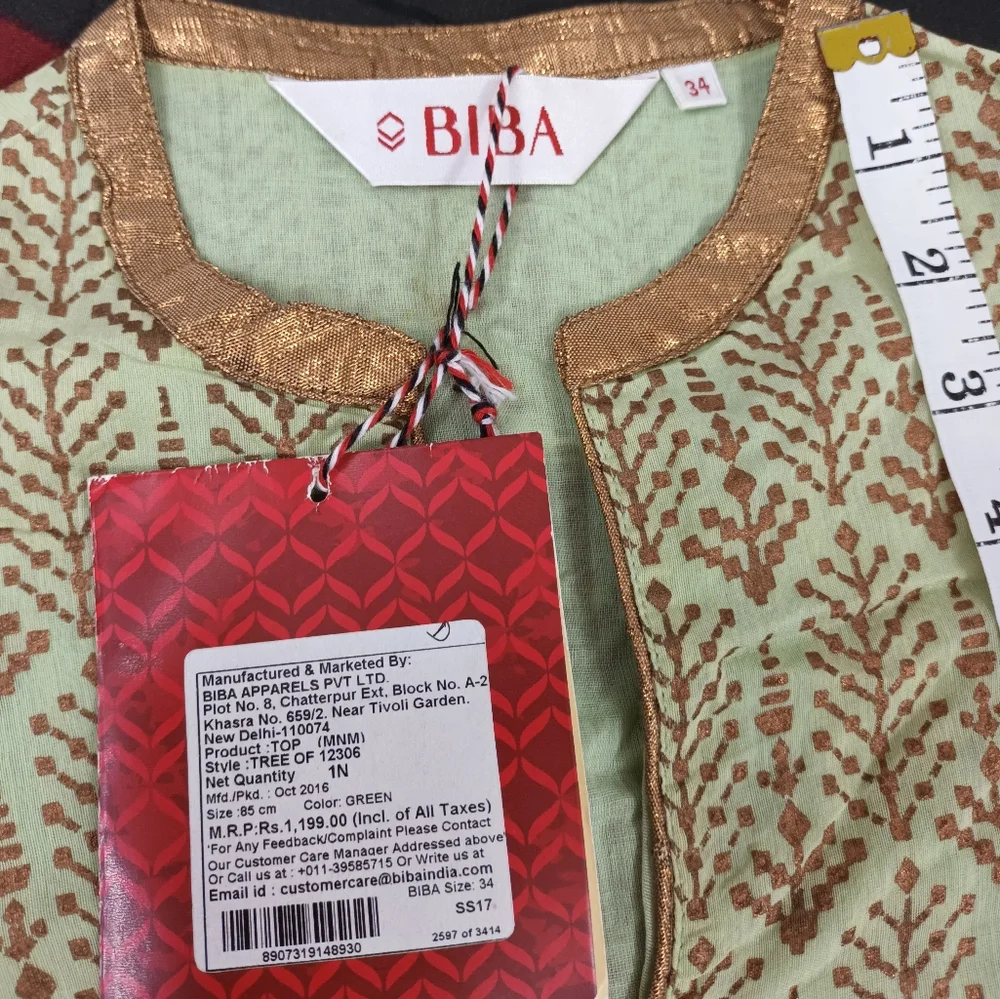 BIBA
34
1
2
3
4
Manufactured & Marketed By:
BIBA APPARELS PVT LTD.
Plot No. 8, Chatterpur Ext, Block No. A-2
Khasra No. 659/2. Near Tivoli Garden.
New Delhi-110074
Product :TOP (MNM)
Style :TREE OF 12306
Net Quantity 1N
Mfd./Pkd. : Oct 2016
Size :85 cm Color: GREEN
M.R.P:Rs.1,199.00 (Incl. of All Taxes)
'For Any Feedback/Complaint Please Contact
Our Customer Care Manager Addressed above
Or Call us at : +011-39585715 Or Write us at
Email id : customercare@bibaindia.com
BIBA Size: 34
SS17
8907319148930
2597 of 3414